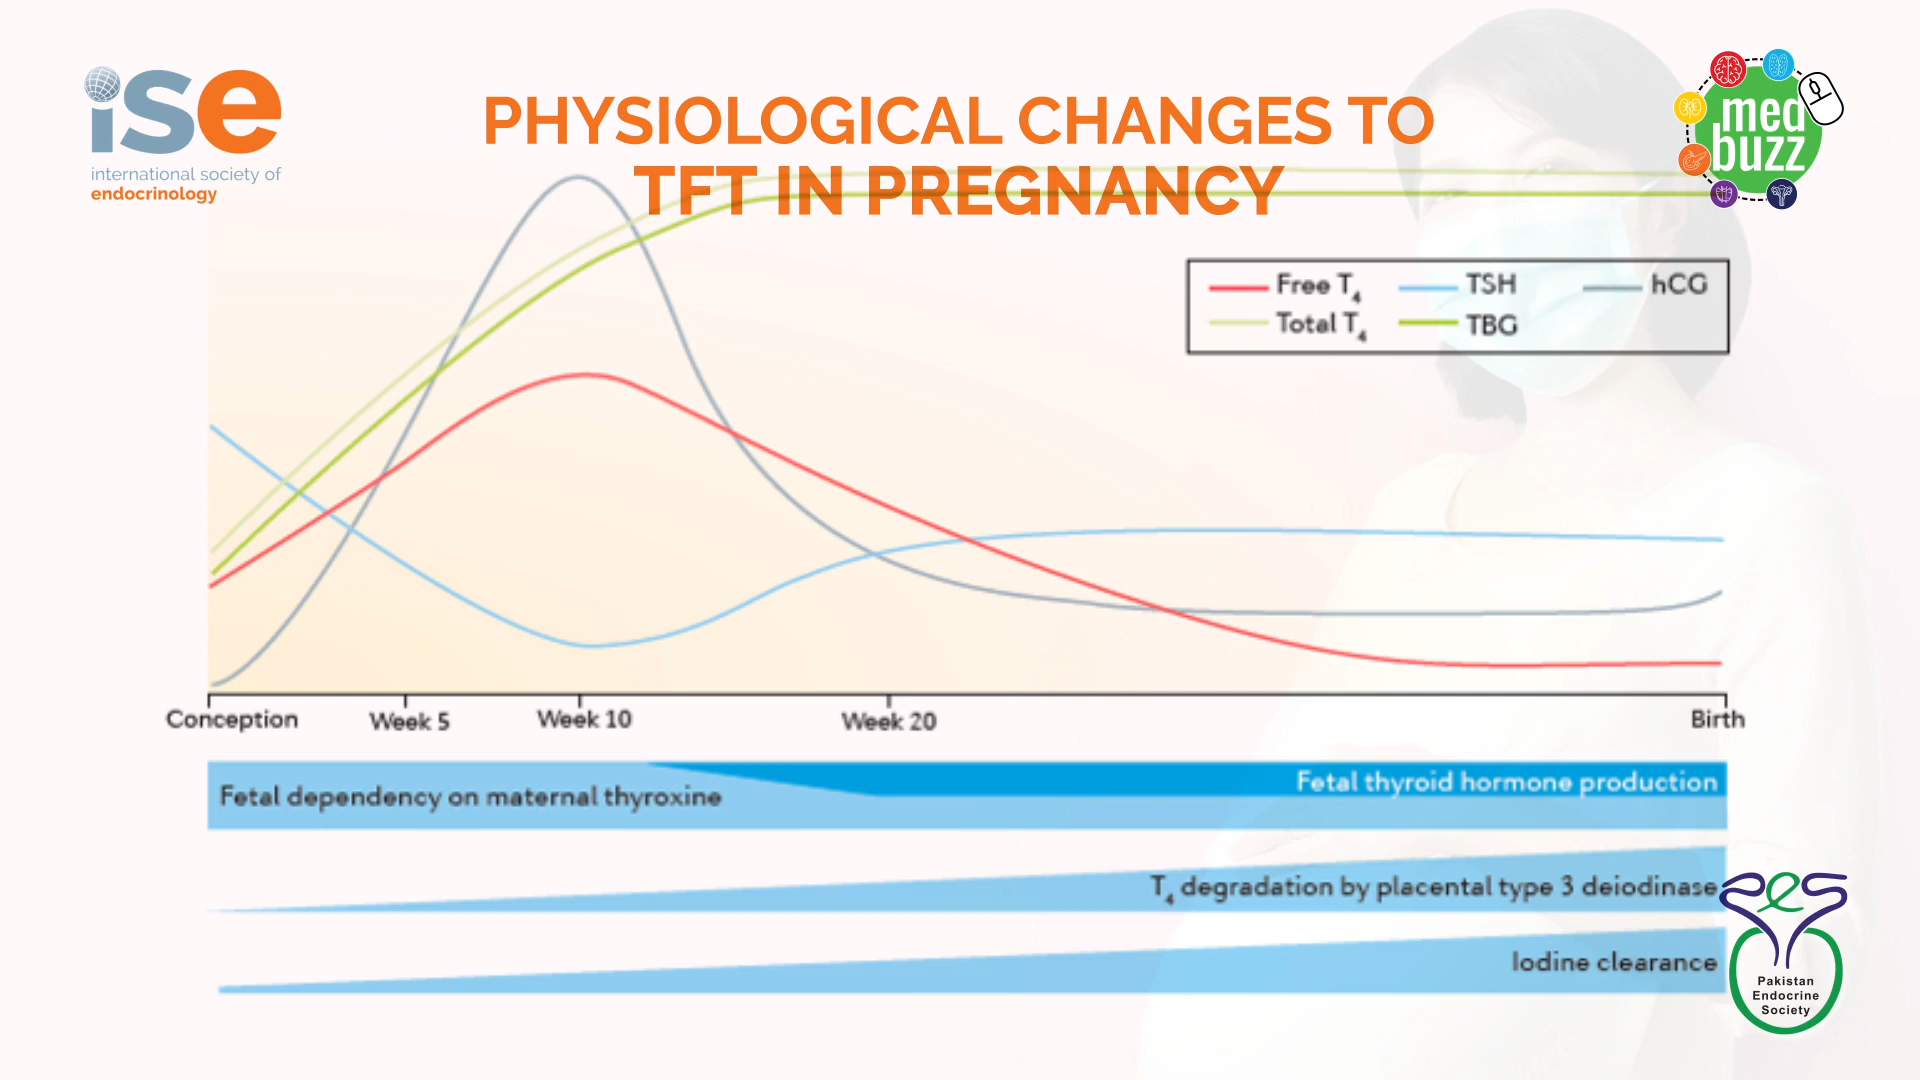 ise
international society of
endocrinology
PHYSIOLOGICAL CHANGES TO
TFT IN PREGNANCY
med
buzz
Free T4 TSH hCG
Total T4 TBG
Conception Week 5 Week 10 Week 20 Birth
Fetal thyroid hormone production
Fetal dependency on maternal thyroxine
T4 degradation by placental type 3 deiodinase
Iodine clearance
PES
Pakistan
Endocrine
Society